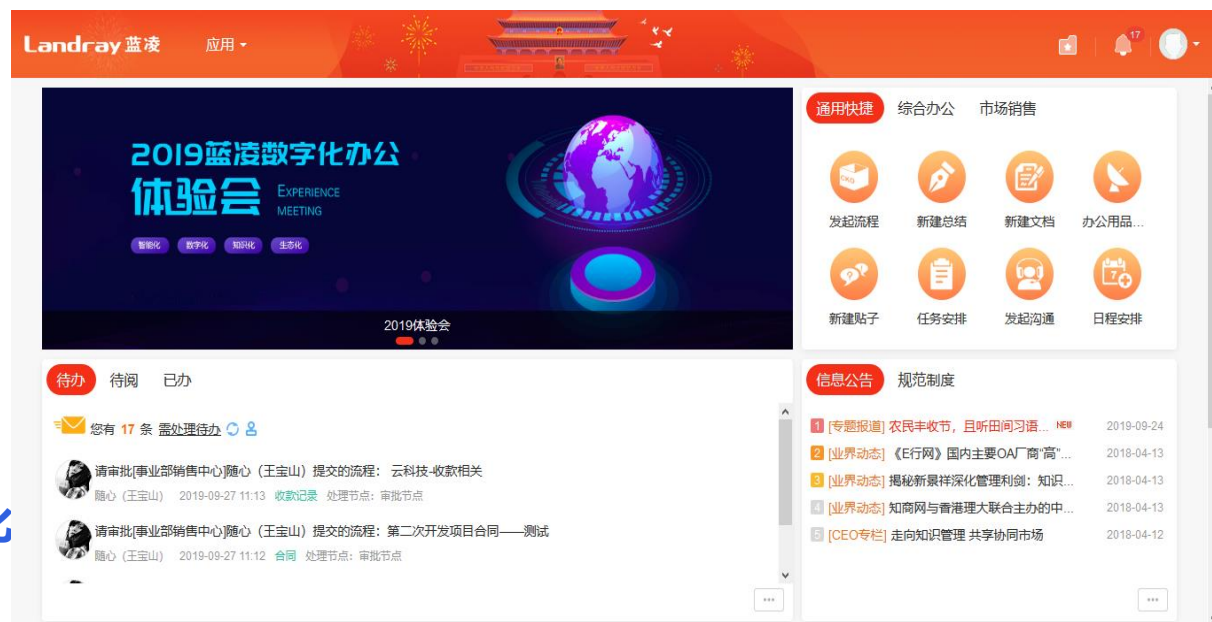 Landray 蓝凌 应用
17
2019蓝凌数字化办公
体验会 EXPERIENCE MEETING
智能化 数字化 知识化 生态化
2019体验会
通用快捷 综合办公 市场销售
发起流程 新建总结 新建文档 办公用品...
新建贴子 任务安排 发起沟通 日程安排
待办 待阅 已办
您有 17 条 需处理待办
请审批[事业部销售中心]随心（王宝山）提交的流程： 云科技-收款相关
随心（王宝山） 2019-09-27 11:13 收款记录 处理节点：审批节点
请审批[事业部销售中心]随心（王宝山）提交的流程：第二次开发项目合同——测试
随心（王宝山） 2019-09-27 11:12 合同 处理节点：审批节点
...
信息公告 规范制度
1 [专题报道] 农民丰收节，且听田间习语... NEW 2019-09-24
2 [业界动态] 《E行网》国内主要OA厂商“高”... 2018-04-13
3 [业界动态] 揭秘新景祥深化管理利剑：知识... 2018-04-13
4 [业界动态] 知商网与香港理大联合主办的中... 2018-04-13
5 [CEO专栏] 走向知识管理 共享协同市场 2018-04-12
...